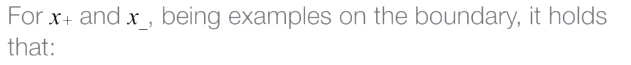 For x₊ and x_, being examples on the boundary, it holds
that: